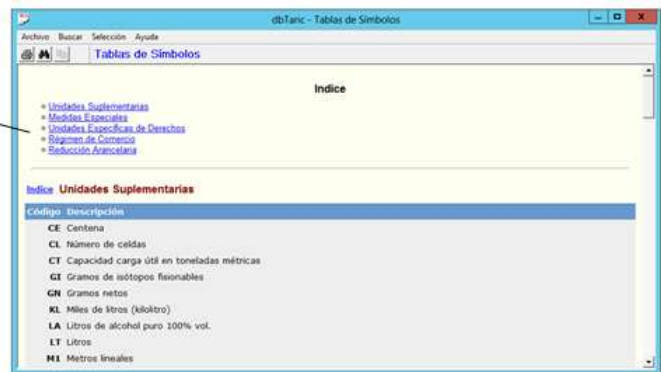 dbTaric - Tablas de Símbolos
Archivo Buscar Selección Ayuda
Tablas de Símbolos
Indice
Unidades Suplementarias
Medidas Especiales
Unidades Específicas de Derechos
Régimen de Comercio
Reducción Arancelaria
Indice Unidades Suplementarias
Código Descripción
CE Centena
CL Número de celdas
CT Capacidad carga útil en toneladas métricas
GI Gramos de isótopos fisionables
GN Gramos netos
KL Miles de litros (kilolitro)
LA Litros de alcohol puro 100% vol.
LT Litros
M1 Metros lineales